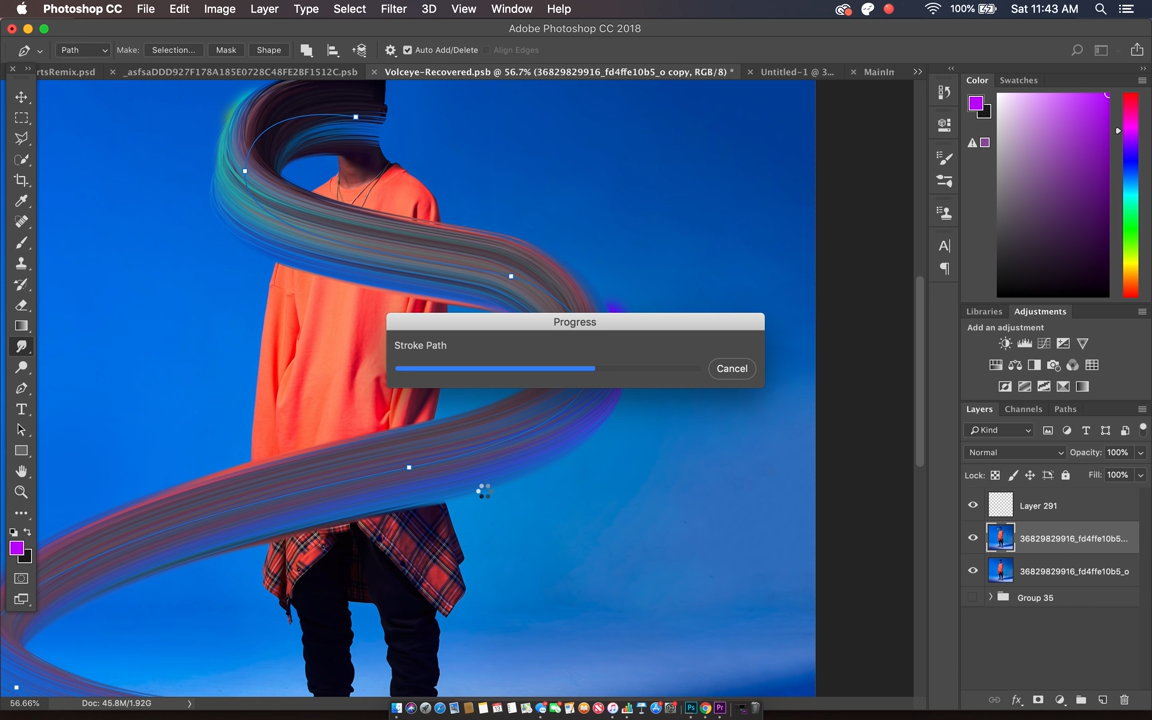 Photoshop CC File Edit Image Layer Type Select Filter 3D View Window Help 100% Sat 11:43 AM
Adobe Photoshop CC 2018
Path Make: Selection... Mask Shape Auto Add/Delete Align Edges
rtsRemix.psd _asfsaDDD927F178A185E0728C48FE2BF1512C.psb Volceye-Recovered.psb @ 56.7% (36829829916_fd4ffe10b5_o copy, RGB/8) * Untitled-1 @ 3... MainIm
Color Swatches
Progress
Stroke Path
Cancel
Libraries Adjustments
Add an adjustment
Layers Channels Paths
Kind
Normal Opacity: 100%
Lock: Fill: 100%
Layer 291
36829829916_fd4ffe10b5...
36829829916_fd4ffe10b5_o
Group 35
56.66% Doc: 45.8M/1.92G